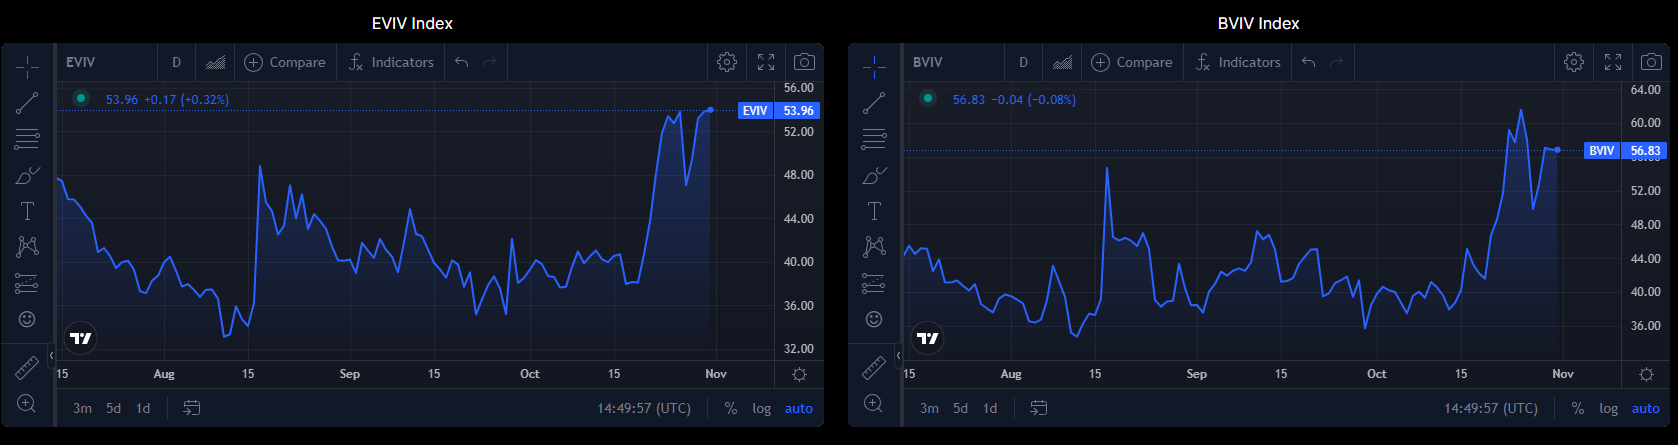 EVIV Index
EVIV D Compare Indicators
53.96 +0.17 (+0.32%)
56.00
EVIV 53.96
52.00
48.00
44.00
40.00
36.00
32.00
15 Aug 15 Sep 15 Oct 15 Nov
3m 5d 1d 14:49:57 (UTC) % log auto
BVIV Index
BVIV D Compare Indicators
56.83 −0.04 (−0.08%)
64.00
60.00
BVIV 56.83
52.00
48.00
44.00
40.00
36.00
15 Aug 15 Sep 15 Oct 15 Nov
3m 5d 1d 14:49:57 (UTC) % log auto